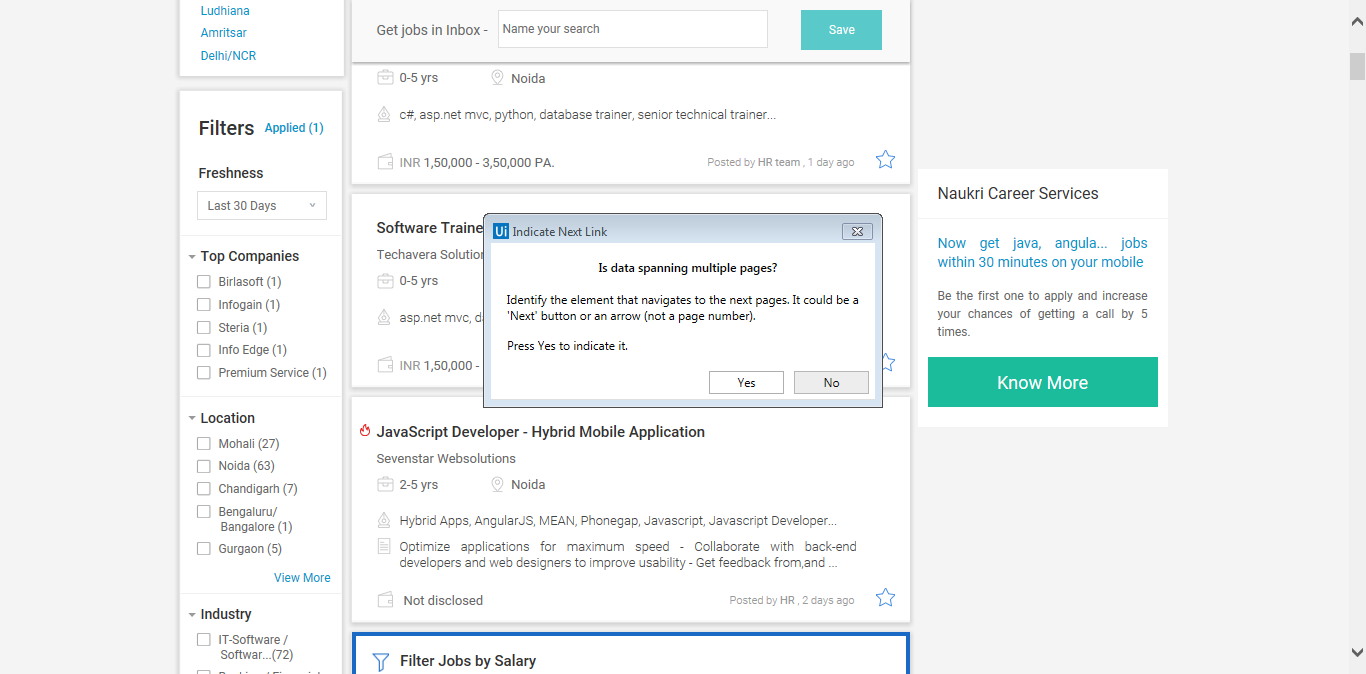 Ludhiana
Amritsar
Delhi/NCR
Filters Applied (1)
Freshness
Last 30 Days
Top Companies
Birlasoft (1)
Infogain (1)
Steria (1)
Info Edge (1)
Premium Service (1)
Location
Mohali (27)
Noida (63)
Chandigarh (7)
Bengaluru/
Bangalore (1)
Gurgaon (5)
View More
Industry
IT-Software /
Softwar...(72)
Get jobs in Inbox - Name your search Save
0-5 yrs Noida
c#, asp.net mvc, python, database trainer, senior technical trainer...
INR 1,50,000 - 3,50,000 PA. Posted by HR team , 1 day ago
Software Traine
Techavera Solution
0-5 yrs
asp.net mvc, d
INR 1,50,000 -
Ui Indicate Next Link
Is data spanning multiple pages?
Identify the element that navigates to the next pages. It could be a
'Next' button or an arrow (not a page number).
Press Yes to indicate it.
Yes No
JavaScript Developer - Hybrid Mobile Application
Sevenstar Websolutions
2-5 yrs Noida
Hybrid Apps, AngularJS, MEAN, Phonegap, Javascript, Javascript Developer...
Optimize applications for maximum speed - Collaborate with back-end
developers and web designers to improve usability - Get feedback from,and ...
Not disclosed Posted by HR , 2 days ago
Filter Jobs by Salary
Naukri Career Services
Now get java, angula... jobs
within 30 minutes on your mobile
Be the first one to apply and increase
your chances of getting a call by 5
times.
Know More